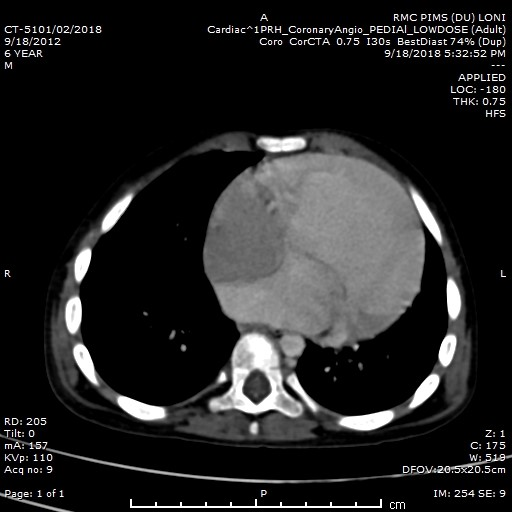 A
CT-5101/02/2018
9/18/2012
6 YEAR
M
RMC PIMS (DU) LONI
Cardiac^1PRH_CoronaryAngio_PEDIAl_LOWDOSE (Adult)
Coro CorCTA 0.75 I30s BestDiast 74% (Dup)
9/18/2018 5:32:52 PM
---
APPLIED
LOC: -180
THK: 0.75
HFS
R
L
RD: 205
Tilt: 0
mA: 157
KVp: 110
Acq no: 9
Page: 1 of 1
P
cm
Z: 1
C: 175
W: 519
DFOV:20.5x20.5cm
IM: 254 SE: 9